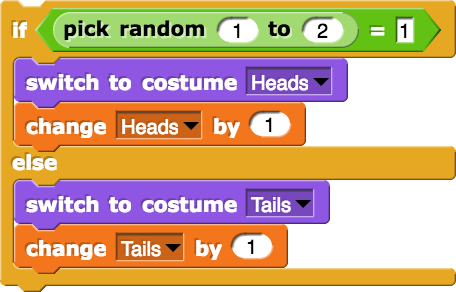 if pick random 1 to 2 = 1
switch to costume Heads
change Heads by 1
else
switch to costume Tails
change Tails by 1